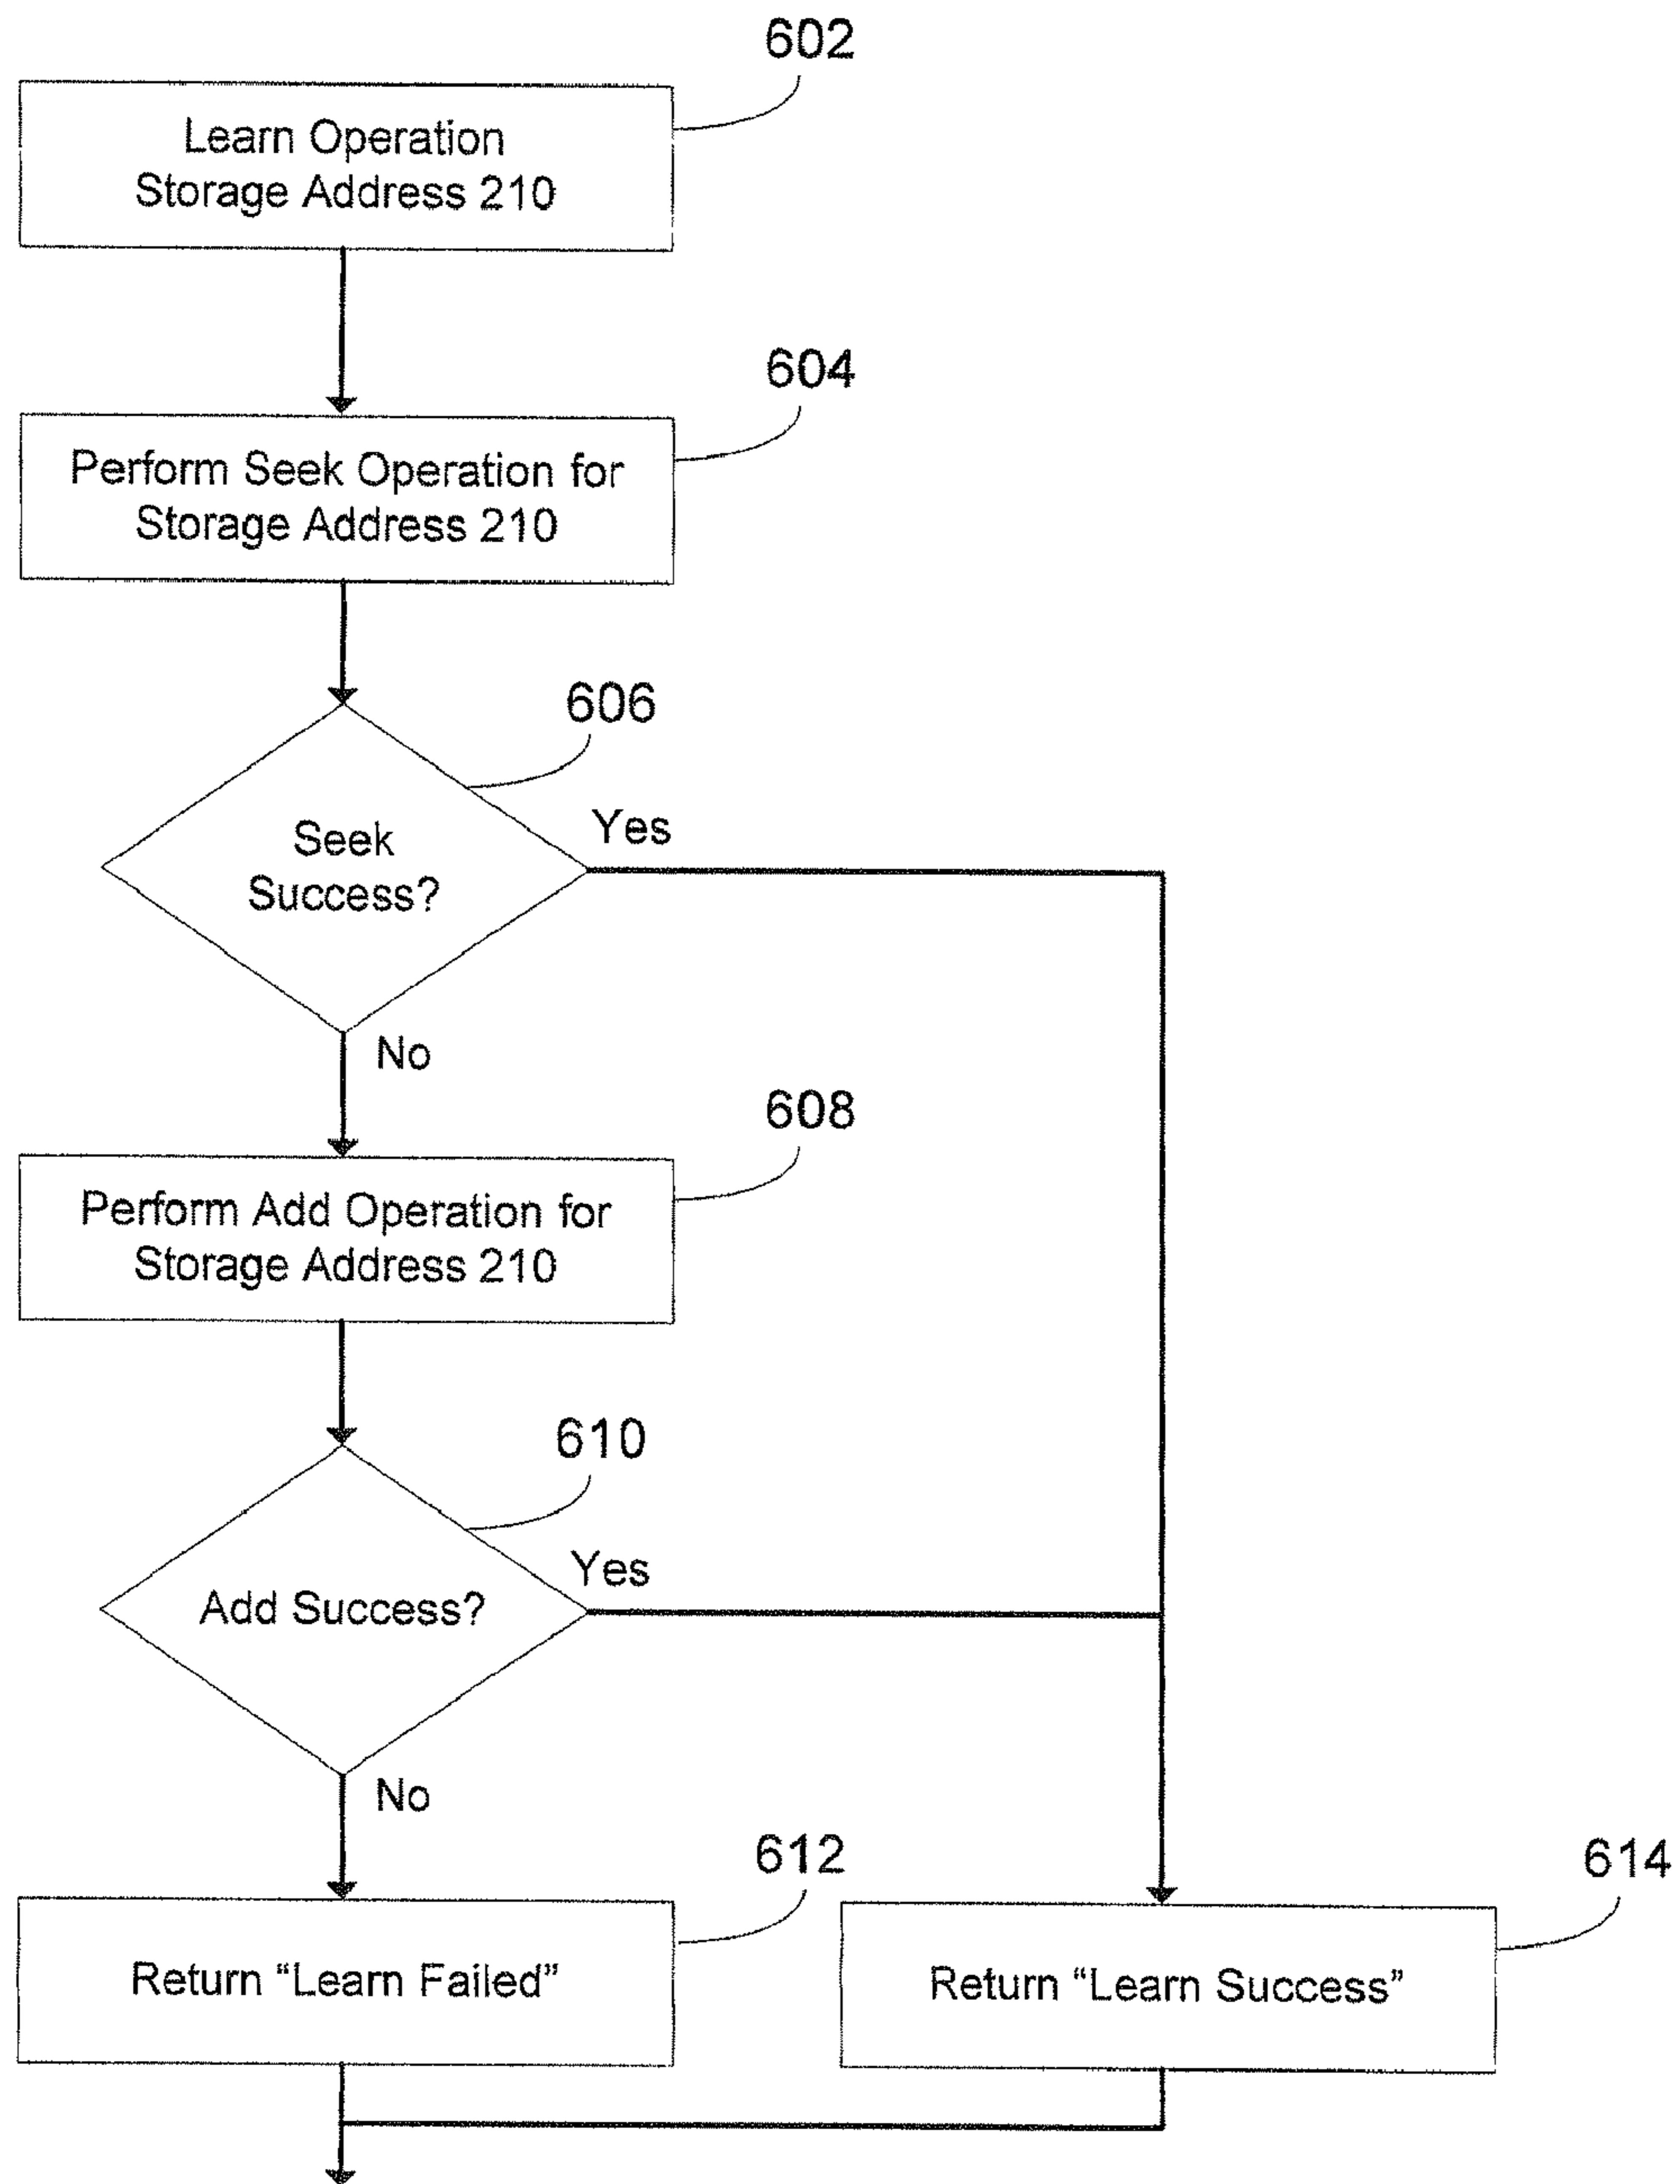 602
Learn Operation
Storage Address 210
604
Perform Seek Operation for
Storage Address 210
606
Seek
Success?
Yes
No
608
Perform Add Operation for
Storage Address 210
610
Add Success?
Yes
No
612
Return “Learn Failed”
614
Return “Learn Success”